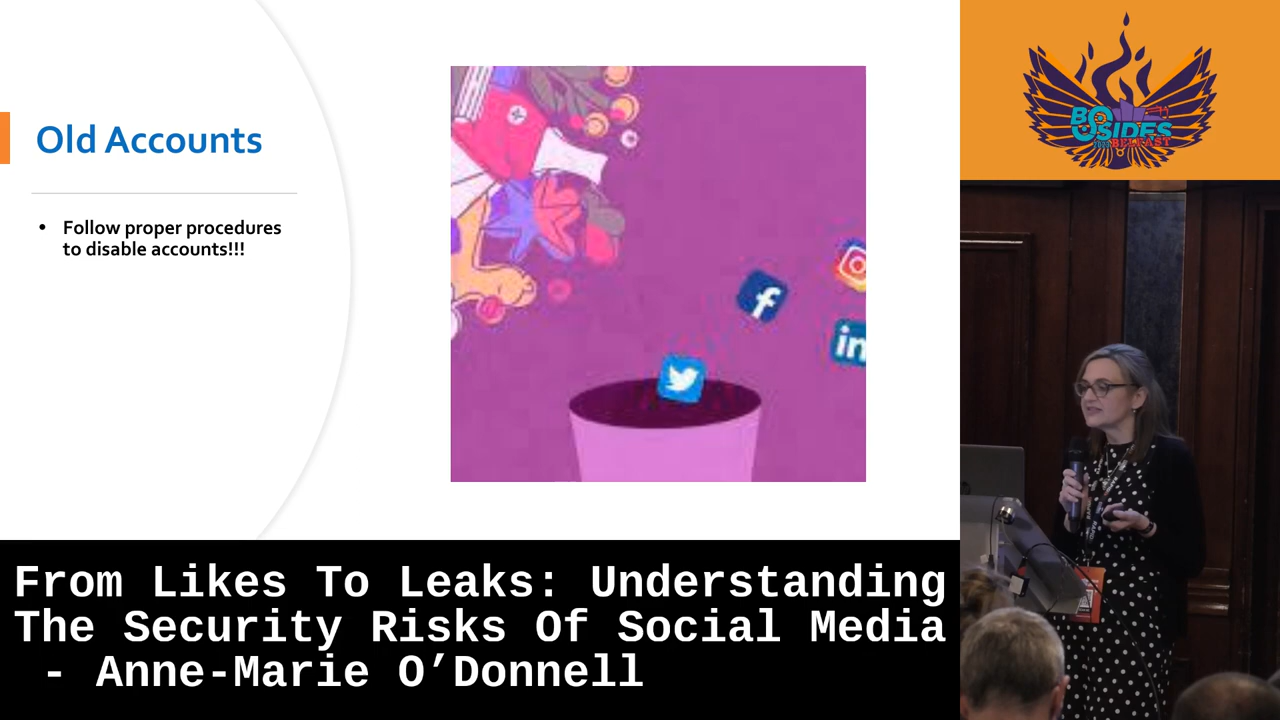 Old Accounts
• Follow proper procedures
to disable accounts!!!
f
in
BSIDES
BELFAST
From Likes To Leaks: Understanding
The Security Risks Of Social Media
- Anne-Marie O’Donnell